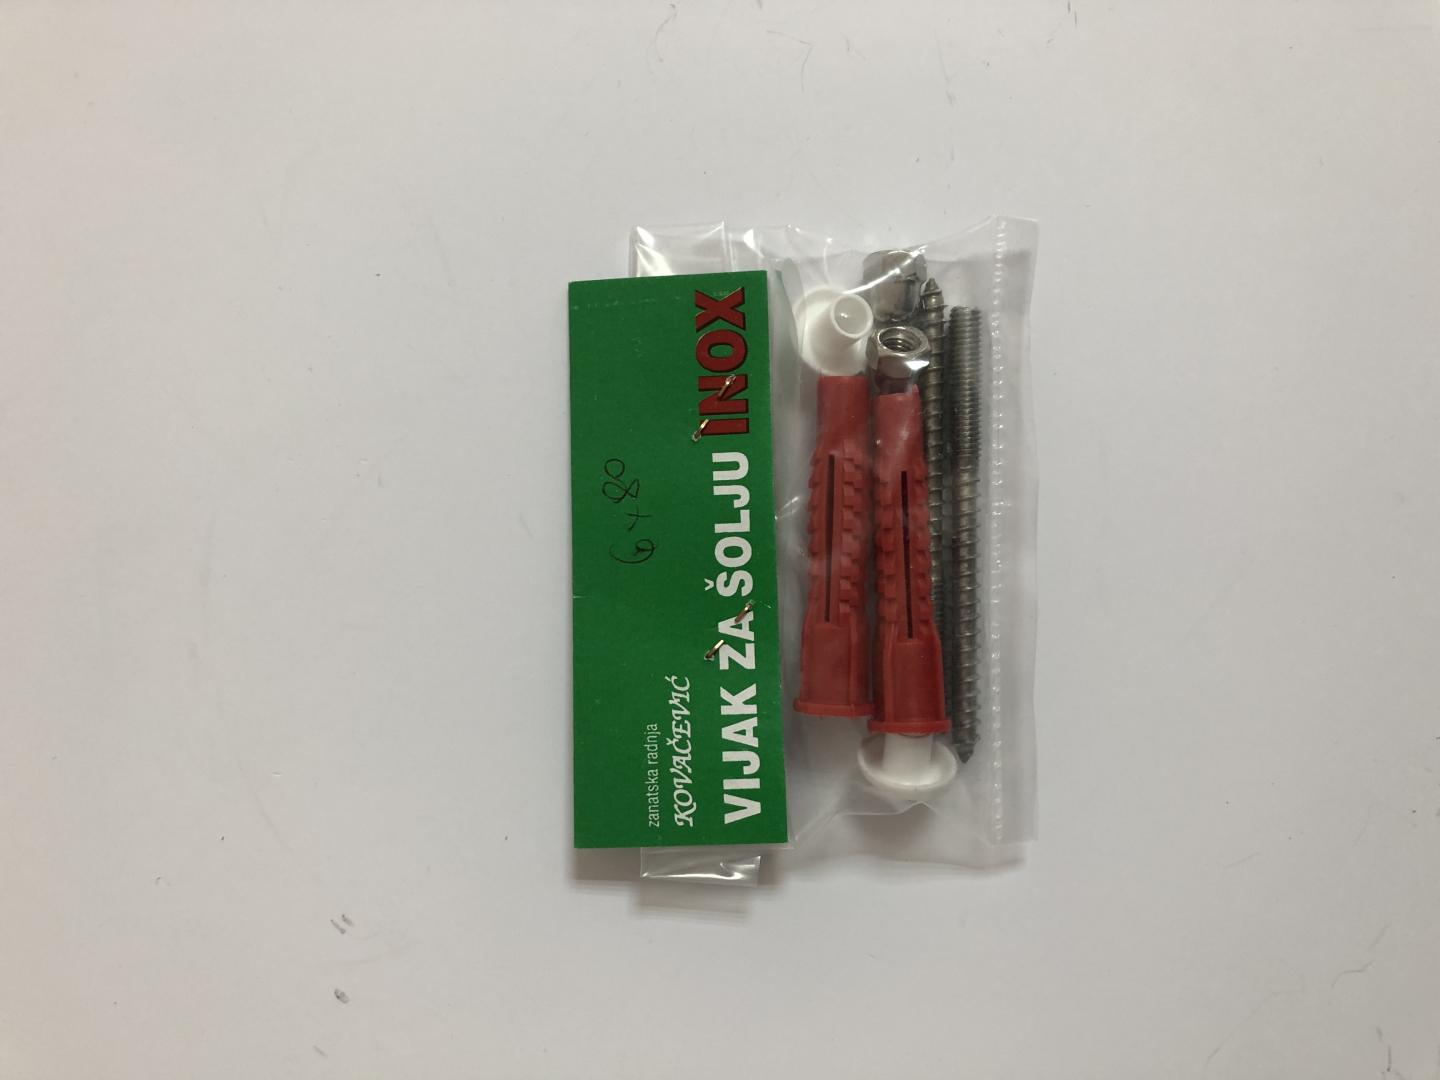 6 x 80
zanatska radnja
KOVAČEVIĆ
VIJAK ZA ŠOLJU INOX